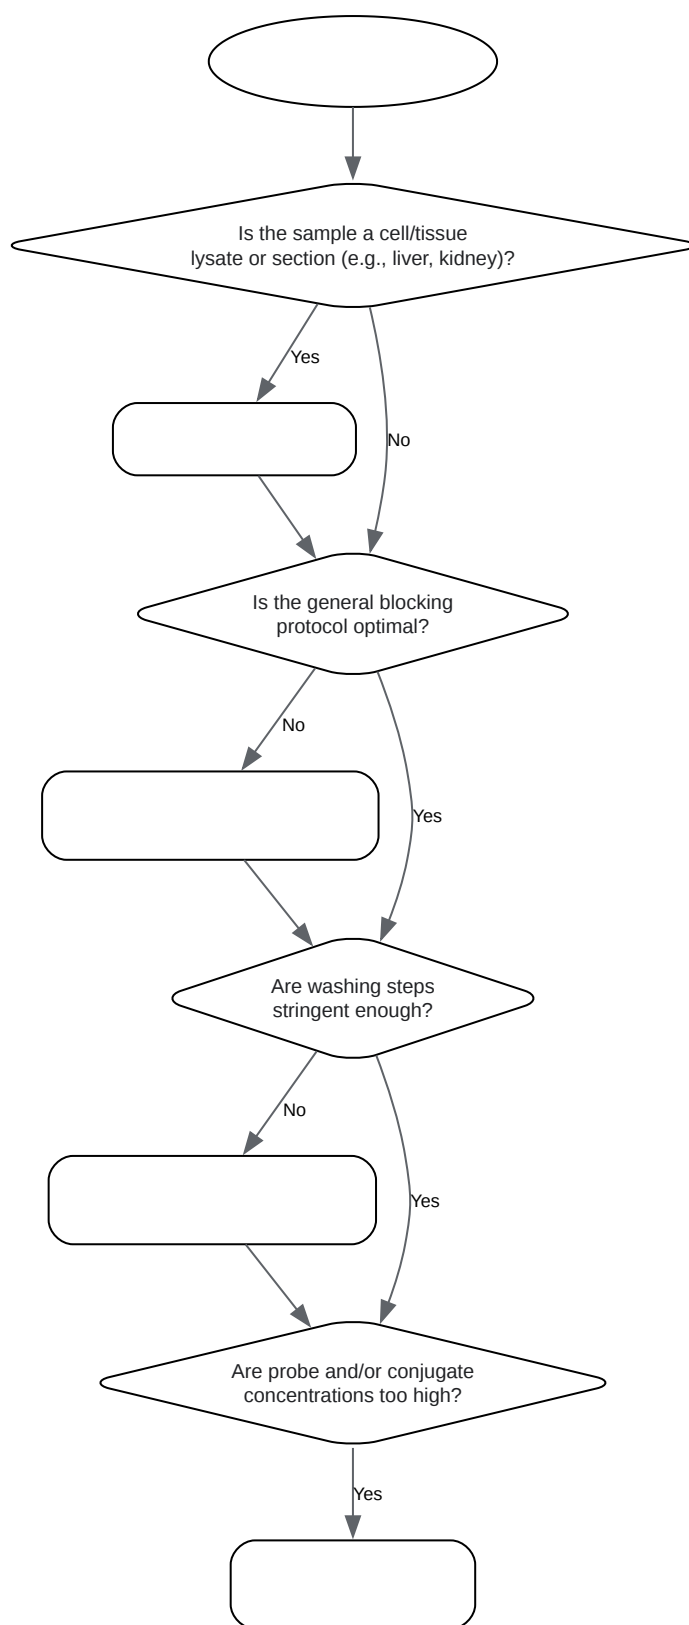 Is the sample a cell/tissue
lysate or section (e.g., liver, kidney)?
Yes
No
Is the general blocking
protocol optimal?
No
Yes
Are washing steps
stringent enough?
No
Yes
Are probe and/or conjugate
concentrations too high?
Yes